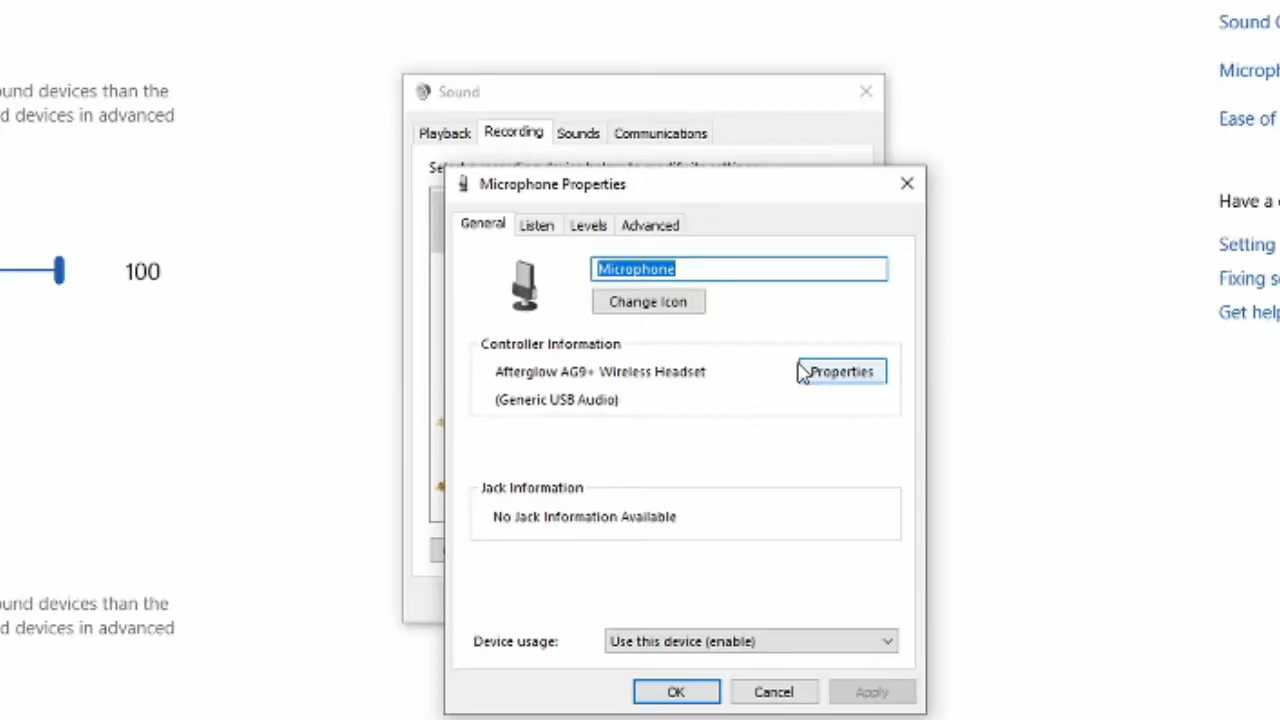 Sound
und devices than the
d devices in advanced
Sound
Playback
Recording
Sounds
Communications
Microphone Properties
General
Listen
Levels
Advanced
Microphone
Change Icon
100
Controller Information
Afterglow AG9+ Wireless Headset
(Generic USB Audio)
Properties
Jack Information
No Jack Information Available
und devices than the
d devices in advanced
Device usage:
Use this device (enable)
OK
Cancel
Apply
Ease of
Have a
Setting
Fixing
Get help